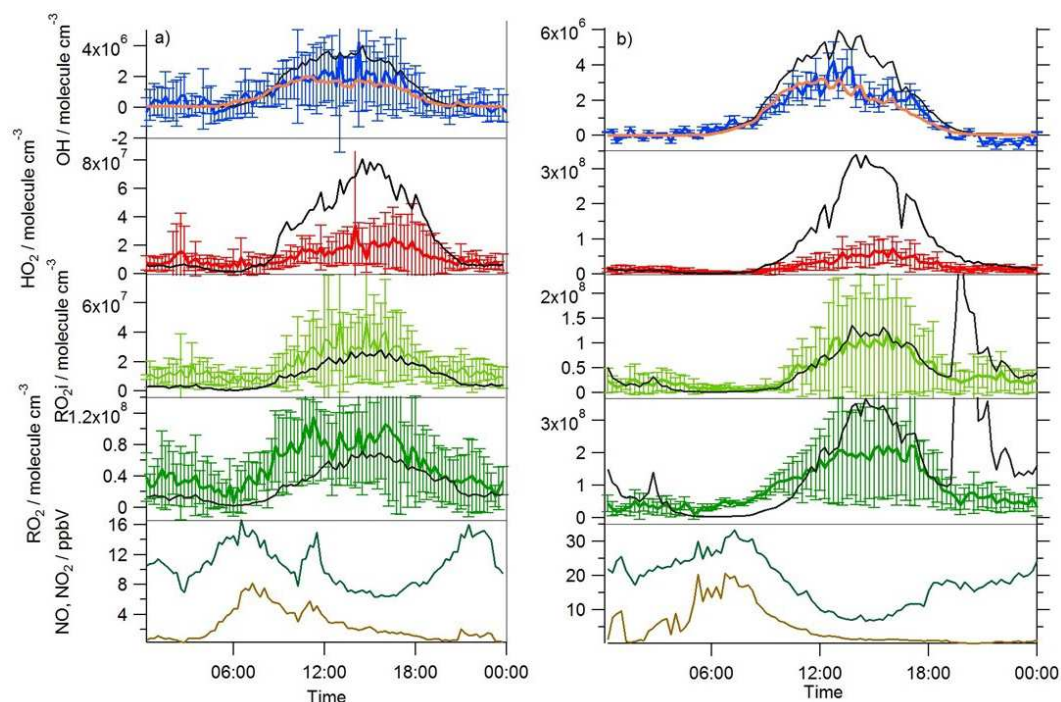 a)
OH / molecule cm⁻³
4x10⁶
2
0
-2
HO₂ / molecule cm⁻³
8x10⁷
6
4
2
0
RO₂i / molecule cm⁻³
6x10⁷
4
2
0
RO₂ / molecule cm⁻³
1.2x10⁸
0.8
0.4
0
NO, NO₂ / ppbV
16
12
8
4
06:00
12:00
18:00
00:00
Time
b)
6x10⁶
4
2
0
3x10⁸
2
1
0
2x10⁸
1.5
1
0.5
0
3x10⁸
2
1
0
30
20
10
06:00
12:00
18:00
00:00
Time